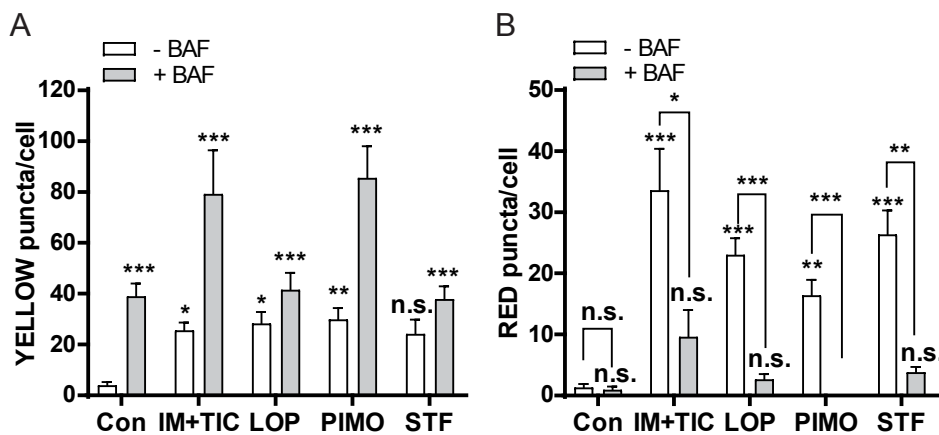 A
- BAF
+ BAF
YELLOW puncta/cell
120
100
80
60
40
20
0
***
*
***
*
***
**
***
n.s.
***
Con IM+TIC LOP PIMO STF
B
- BAF
+ BAF
RED puncta/cell
50
40
30
20
10
0
n.s.
n.s.
*
***
n.s.
***
***
n.s.
***
**
**
***
n.s.
Con IM+TIC LOP PIMO STF